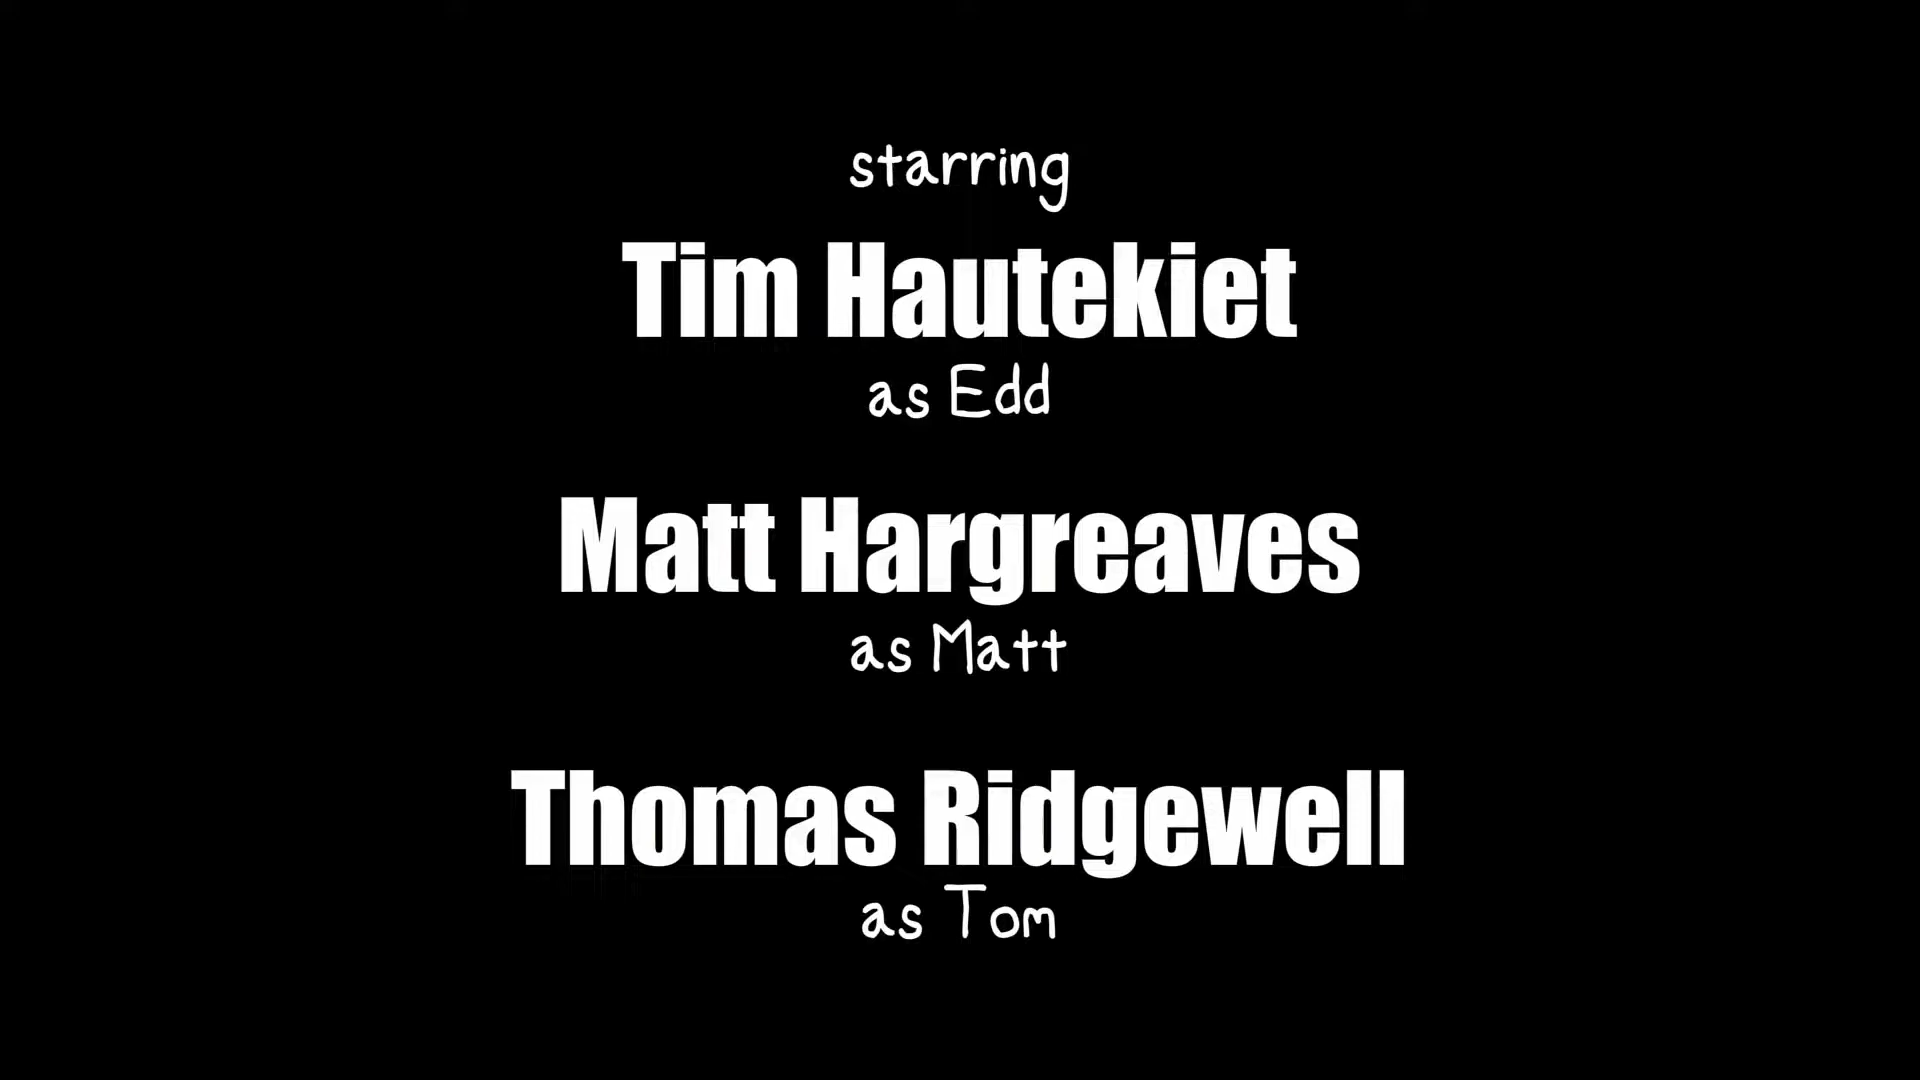 starring
Tim Hautekiet
as Edd
Matt Hargreaves
as Matt
Thomas Ridgewell
as Tom